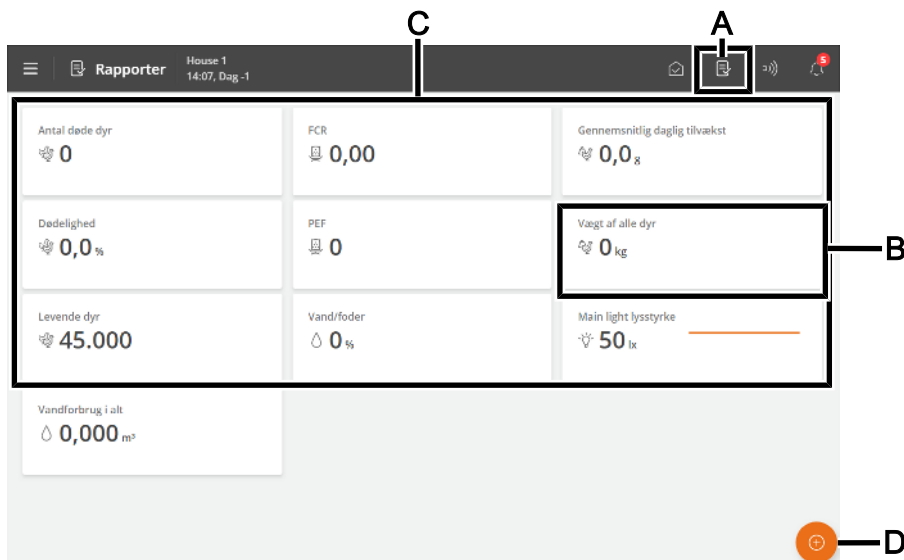 C
A
Rapporter
House 1
14:07, Dag -1
5
Antal døde dyr
0
FCR
0,00
Gennemsnitlig daglig tilvækst
0,0 g
Dødelighed
0,0 %
PEF
0
Vægt af alle dyr
0 kg
B
Levende dyr
45.000
Vand/foder
0 %
Main light lysstyrke
50 lx
Vandforbrug i alt
0,000 m³
D